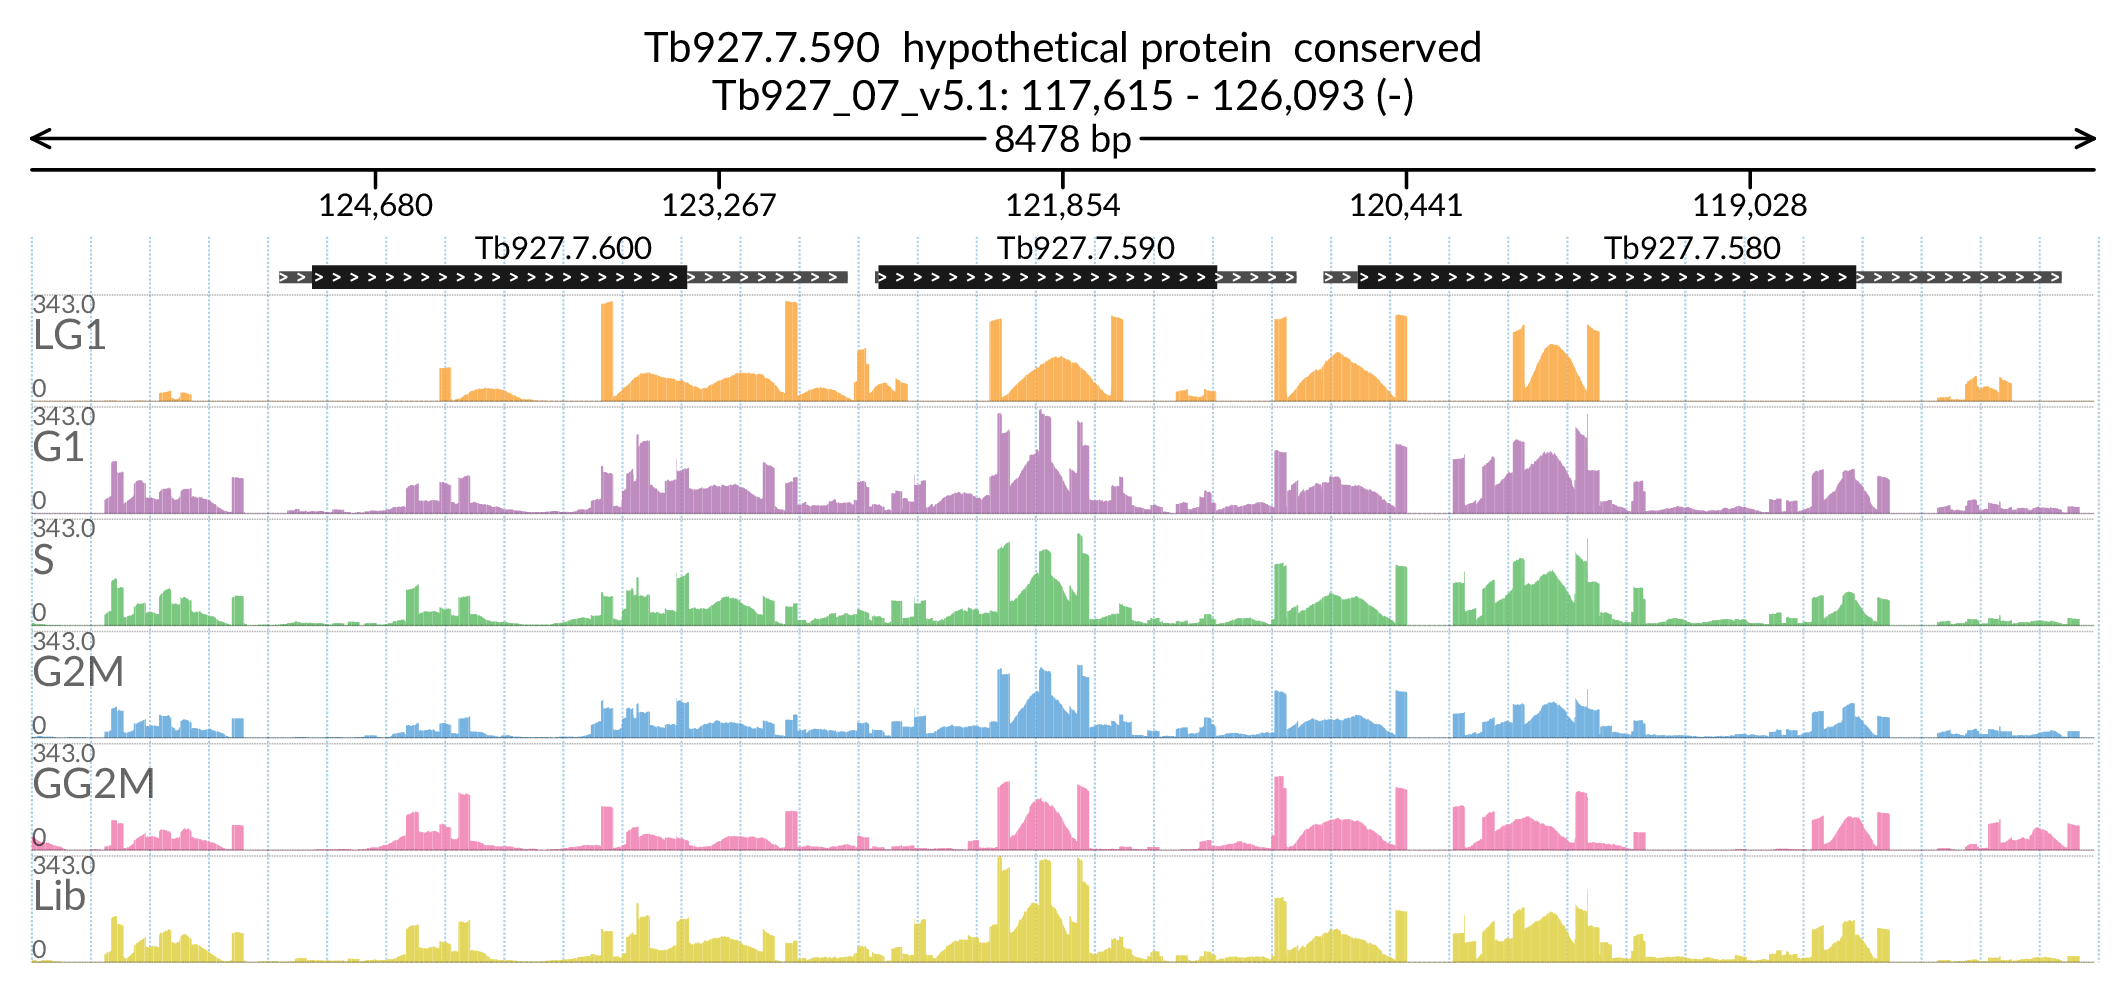 Tb927.7.590 hypothetical protein conserved
Tb927_07_v5.1: 117,615 - 126,093 (-)
8478 bp
124,680 123,267 121,854 120,441 119,028
Tb927.7.600 Tb927.7.590 Tb927.7.580
343.0
LG1
0
343.0
G1
0
343.0
S
0
343.0
G2M
0
343.0
GG2M
0
343.0
Lib
0